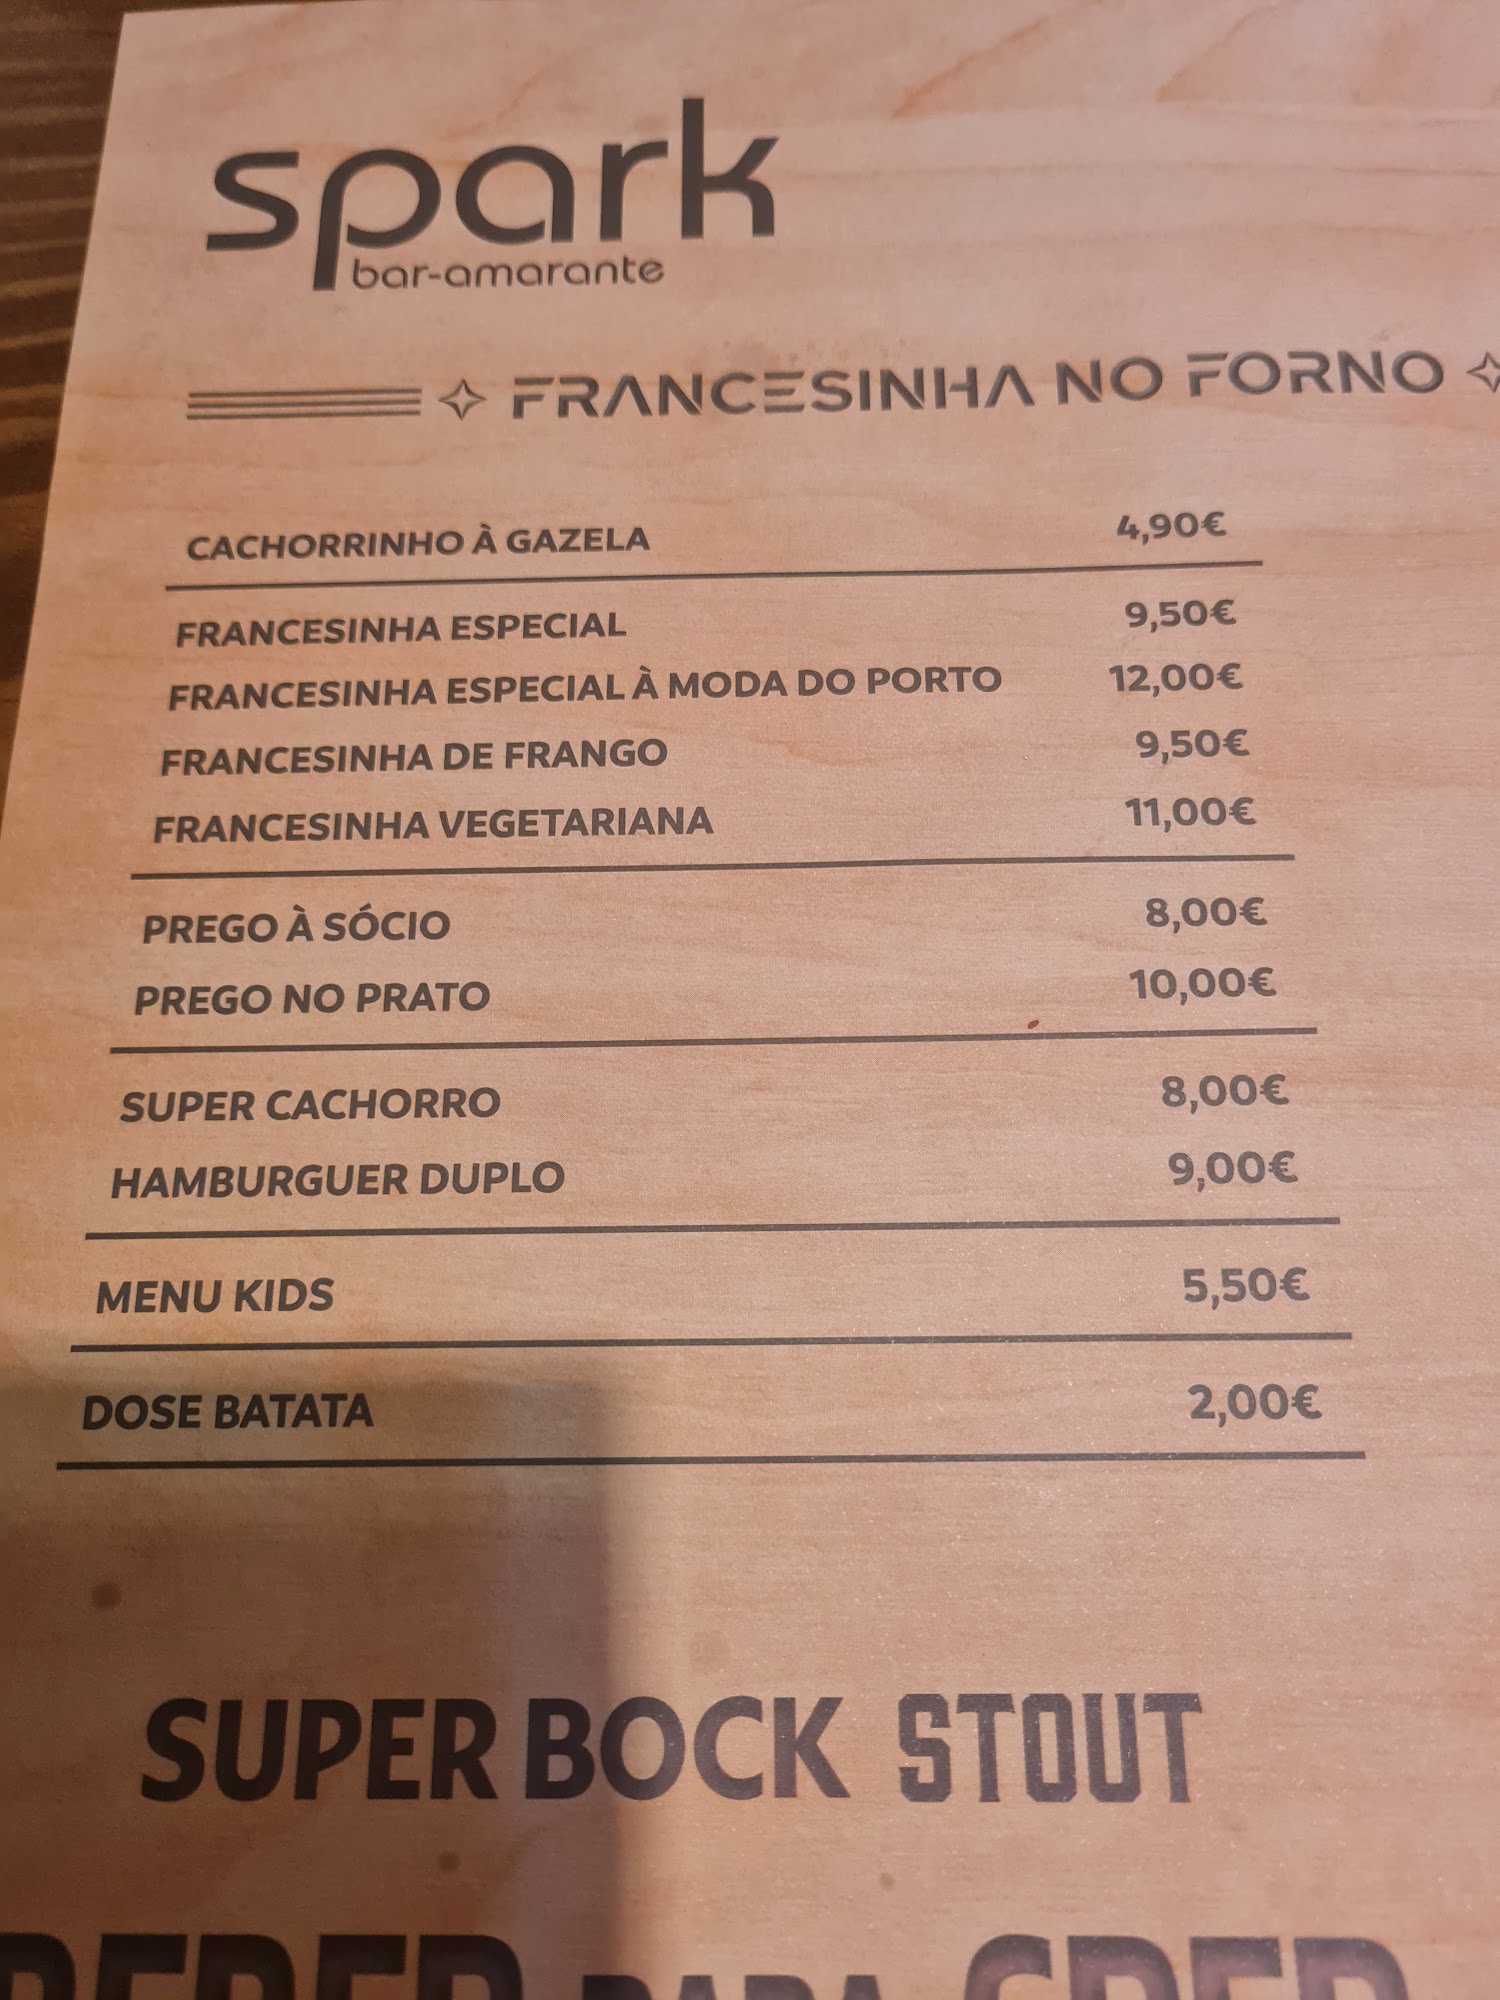 spark
bar-amarante
FRANCESINHA NO FORNO
CACHORRINHO À GAZELA 4,90€
FRANCESINHA ESPECIAL 9,50€
FRANCESINHA ESPECIAL À MODA DO PORTO 12,00€
FRANCESINHA DE FRANGO 9,50€
FRANCESINHA VEGETARIANA 11,00€
PREGO À SÓCIO 8,00€
PREGO NO PRATO 10,00€
SUPER CACHORRO 8,00€
HAMBURGUER DUPLO 9,00€
MENU KIDS 5,50€
DOSE BATATA 2,00€
SUPER BOCK STOUT
BEBER PARA CRER